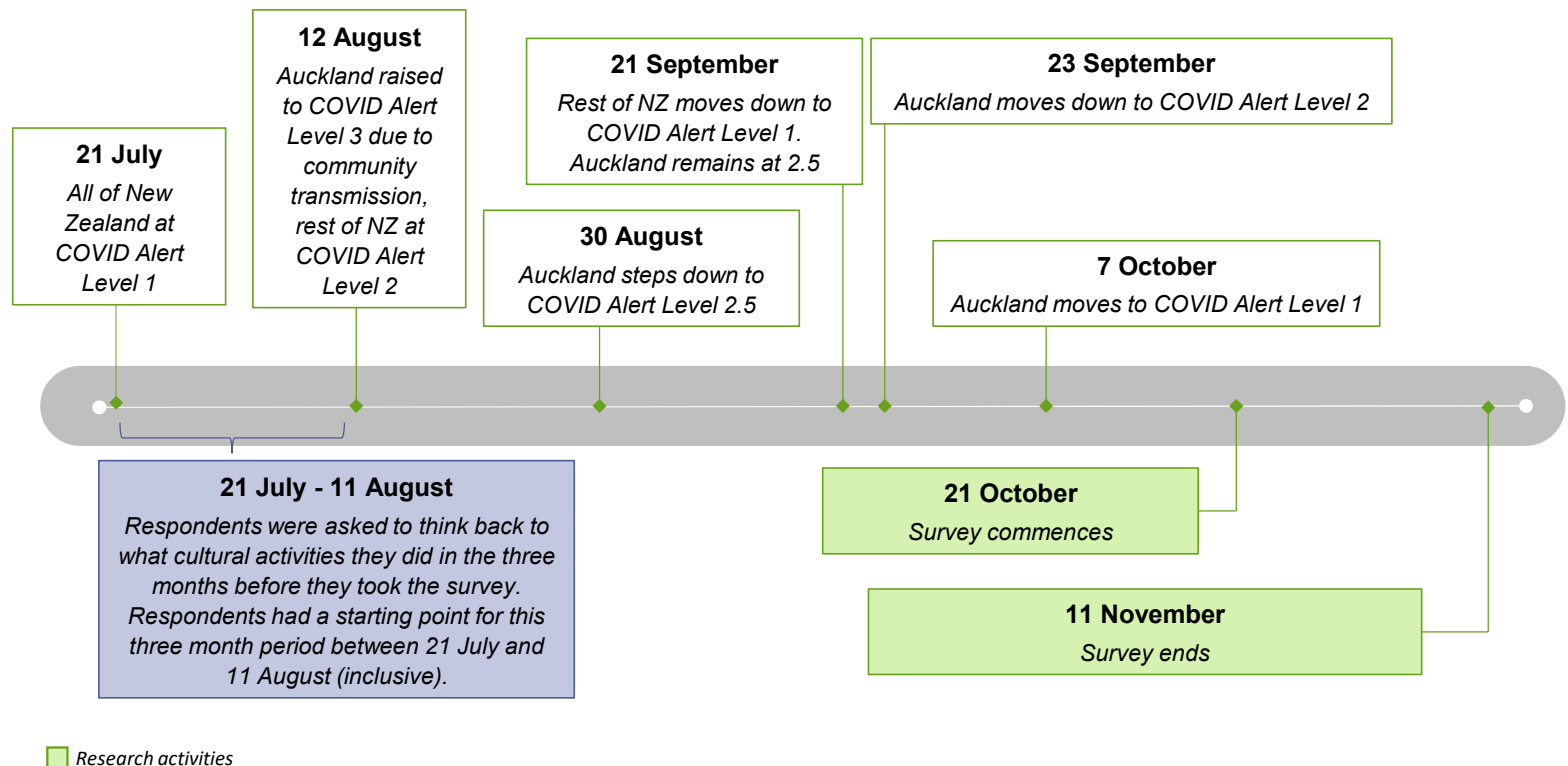 21 July
All of New
Zealand at
COVID Alert
Level 1
12 August
Auckland raised
to COVID Alert
Level 3 due to
community
transmission,
rest of NZ at
COVID Alert
Level 2
30 August
Auckland steps down to
COVID Alert Level 2.5
21 September
Rest of NZ moves down to
COVID Alert Level 1.
Auckland remains at 2.5
23 September
Auckland moves down to COVID Alert Level 2
7 October
Auckland moves to COVID Alert Level 1
21 July - 11 August
Respondents were asked to think back to
what cultural activities they did in the three
months before they took the survey.
Respondents had a starting point for this
three month period between 21 July and
11 August (inclusive).
21 October
Survey commences
11 November
Survey ends
Research activities